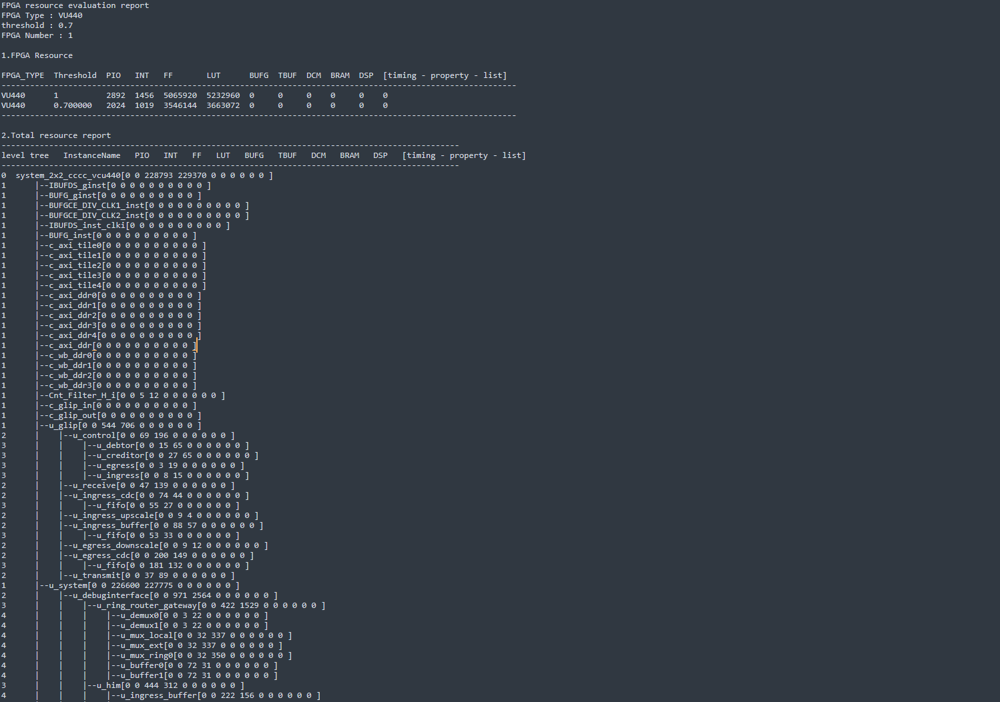 FPGA resource evaluation report
FPGA Type : VU440
threshold : 0.7
FPGA Number : 1
1.FPGA Resource
FPGA_TYPE  Threshold  PIO   INT   FF      LUT      BUFG  TBUF  DCM  BRAM  DSP  [timing - property - list]
------------------------------------------------------------------------------------------------------------
VU440      1          2892  1456  5065920 5232960  0     0     0    0     0    0
VU440      0.700000   2024  1019  3546144 3663072  0     0     0    0     0    0
------------------------------------------------------------------------------------------------------------
2.Total resource report
------------------------------------------------------------------------------------------------
level tree   InstanceName   PIO   INT   FF   LUT   BUFG   TBUF   DCM   BRAM   DSP   [timing - property - list]
------------------------------------------------------------------------------------------------
0  system_2x2_cccc_vcu440[0 0 228793 229370 0 0 0 0 0 0 ]
1      |--IBUFDS_ginst[0 0 0 0 0 0 0 0 0 0 ]
1      |--BUFG_ginst[0 0 0 0 0 0 0 0 0 0 ]
1      |--BUFGCE_DIV_CLK1_inst[0 0 0 0 0 0 0 0 0 0 ]
1      |--BUFGCE_DIV_CLK2_inst[0 0 0 0 0 0 0 0 0 0 ]
1      |--IBUFDS_inst_clki[0 0 0 0 0 0 0 0 0 0 ]
1      |--BUFG_inst[0 0 0 0 0 0 0 0 0 0 ]
1      |--c_axi_tile0[0 0 0 0 0 0 0 0 0 0 ]
1      |--c_axi_tile1[0 0 0 0 0 0 0 0 0 0 ]
1      |--c_axi_tile2[0 0 0 0 0 0 0 0 0 0 ]
1      |--c_axi_tile3[0 0 0 0 0 0 0 0 0 0 ]
1      |--c_axi_tile4[0 0 0 0 0 0 0 0 0 0 ]
1      |--c_axi_ddr0[0 0 0 0 0 0 0 0 0 0 ]
1      |--c_axi_ddr1[0 0 0 0 0 0 0 0 0 0 ]
1      |--c_axi_ddr2[0 0 0 0 0 0 0 0 0 0 ]
1      |--c_axi_ddr3[0 0 0 0 0 0 0 0 0 0 ]
1      |--c_axi_ddr4[0 0 0 0 0 0 0 0 0 0 ]
1      |--c_axi_ddr[0 0 0 0 0 0 0 0 0 0 ]
1      |--c_wb_ddr0[0 0 0 0 0 0 0 0 0 0 ]
1      |--c_wb_ddr1[0 0 0 0 0 0 0 0 0 0 ]
1      |--c_wb_ddr2[0 0 0 0 0 0 0 0 0 0 ]
1      |--c_wb_ddr3[0 0 0 0 0 0 0 0 0 0 ]
1      |--Cnt_Filter_H_i[0 0 5 12 0 0 0 0 0 0 ]
1      |--c_glip_in[0 0 0 0 0 0 0 0 0 0 ]
1      |--c_glip_out[0 0 0 0 0 0 0 0 0 0 ]
1      |--u_glip[0 0 544 706 0 0 0 0 0 0 ]
2      |    |--u_control[0 0 69 196 0 0 0 0 0 0 ]
3      |    |    |--u_debtor[0 0 15 65 0 0 0 0 0 0 ]
3      |    |    |--u_creditor[0 0 27 65 0 0 0 0 0 0 ]
3      |    |    |--u_egress[0 0 3 19 0 0 0 0 0 0 ]
3      |    |    |--u_ingress[0 0 8 15 0 0 0 0 0 0 ]
2      |    |--u_receive[0 0 47 139 0 0 0 0 0 0 ]
2      |    |--u_ingress_cdc[0 0 74 44 0 0 0 0 0 0 ]
3      |    |    |--u_fifo[0 0 55 27 0 0 0 0 0 0 ]
2      |    |--u_ingress_upscale[0 0 9 4 0 0 0 0 0 0 ]
2      |    |--u_ingress_buffer[0 0 88 57 0 0 0 0 0 0 ]
3      |    |    |--u_fifo[0 0 53 33 0 0 0 0 0 0 ]
2      |    |--u_egress_downscale[0 0 9 12 0 0 0 0 0 0 ]
2      |    |--u_egress_cdc[0 0 200 149 0 0 0 0 0 0 ]
3      |    |    |--u_fifo[0 0 181 132 0 0 0 0 0 0 ]
2      |    |--u_transmit[0 0 37 89 0 0 0 0 0 0 ]
1      |--u_system[0 0 226600 227775 0 0 0 0 0 0 ]
2      |    |--u_debuginterface[0 0 971 2564 0 0 0 0 0 0 ]
3      |    |    |--u_ring_router_gateway[0 0 422 1529 0 0 0 0 0 0 ]
4      |    |    |    |--u_demux0[0 0 3 22 0 0 0 0 0 0 ]
4      |    |    |    |--u_demux1[0 0 3 22 0 0 0 0 0 0 ]
4      |    |    |    |--u_mux_local[0 0 32 337 0 0 0 0 0 0 ]
4      |    |    |    |--u_mux_ext[0 0 32 337 0 0 0 0 0 0 ]
4      |    |    |    |--u_mux_ring0[0 0 32 350 0 0 0 0 0 0 ]
4      |    |    |    |--u_buffer0[0 0 72 31 0 0 0 0 0 0 ]
4      |    |    |    |--u_buffer1[0 0 72 31 0 0 0 0 0 0 ]
3      |    |    |--u_him[0 0 444 312 0 0 0 0 0 0 ]
4      |    |    |    |--u_ingress_buffer[0 0 222 156 0 0 0 0 0 0 ]